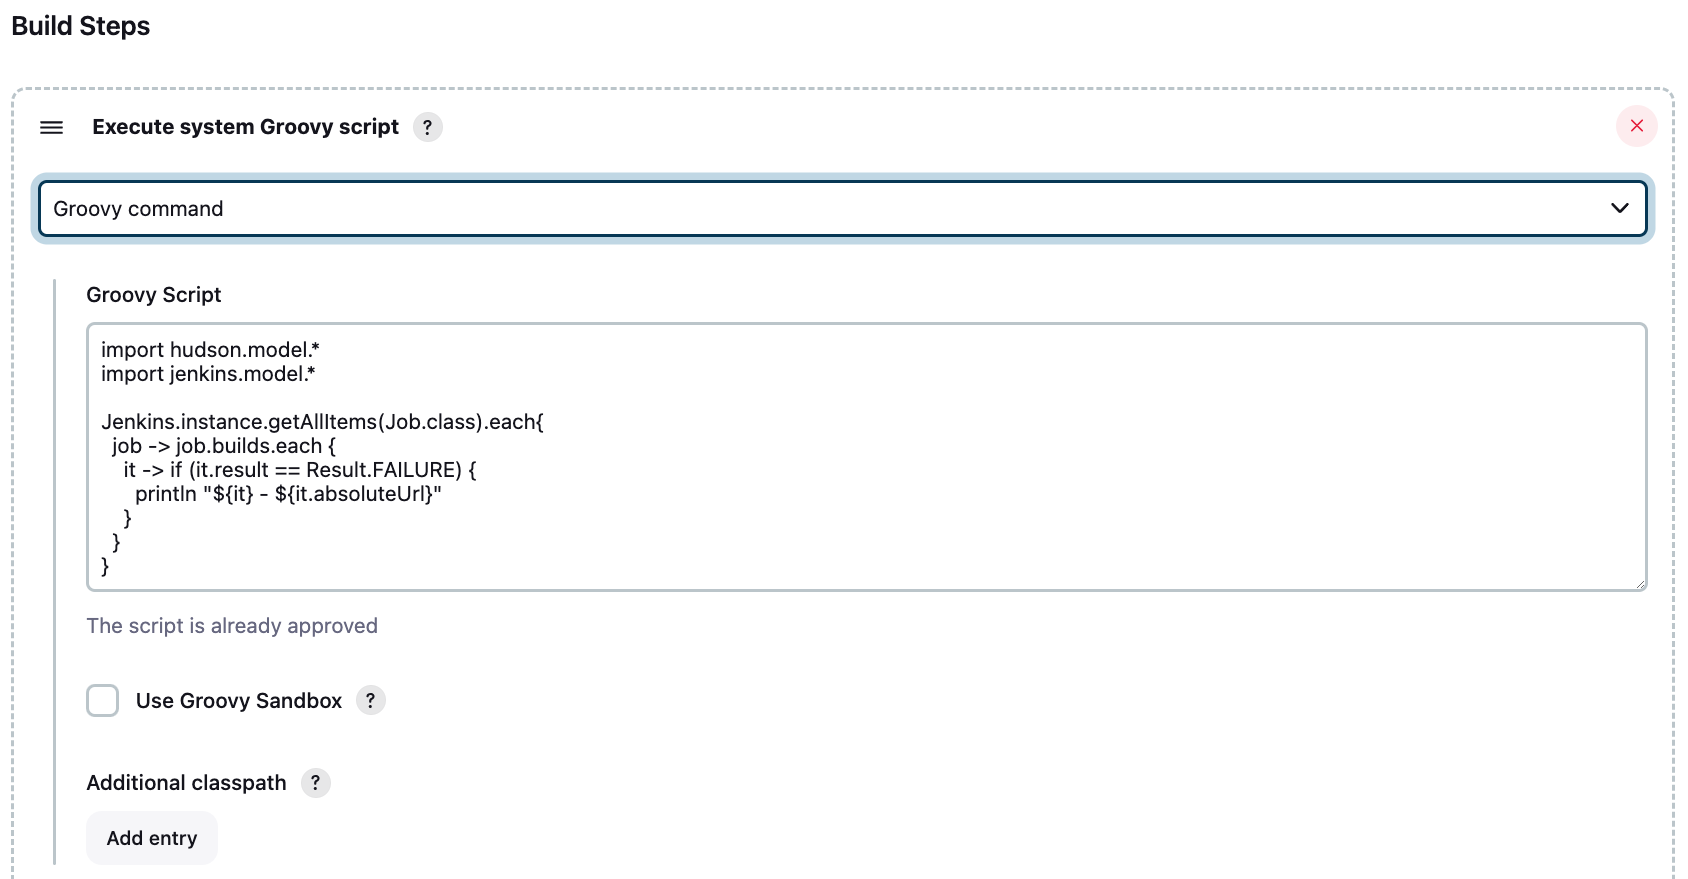 Build Steps
Execute system Groovy script ?
Groovy command
Groovy Script
import hudson.model.*
import jenkins.model.*

Jenkins.instance.getAllItems(Job.class).each{
  job -> job.builds.each {
    it -> if (it.result == Result.FAILURE) {
      println "${it} - ${it.absoluteUrl}"
    }
  }
}
The script is already approved
Use Groovy Sandbox ?
Additional classpath ?
Add entry